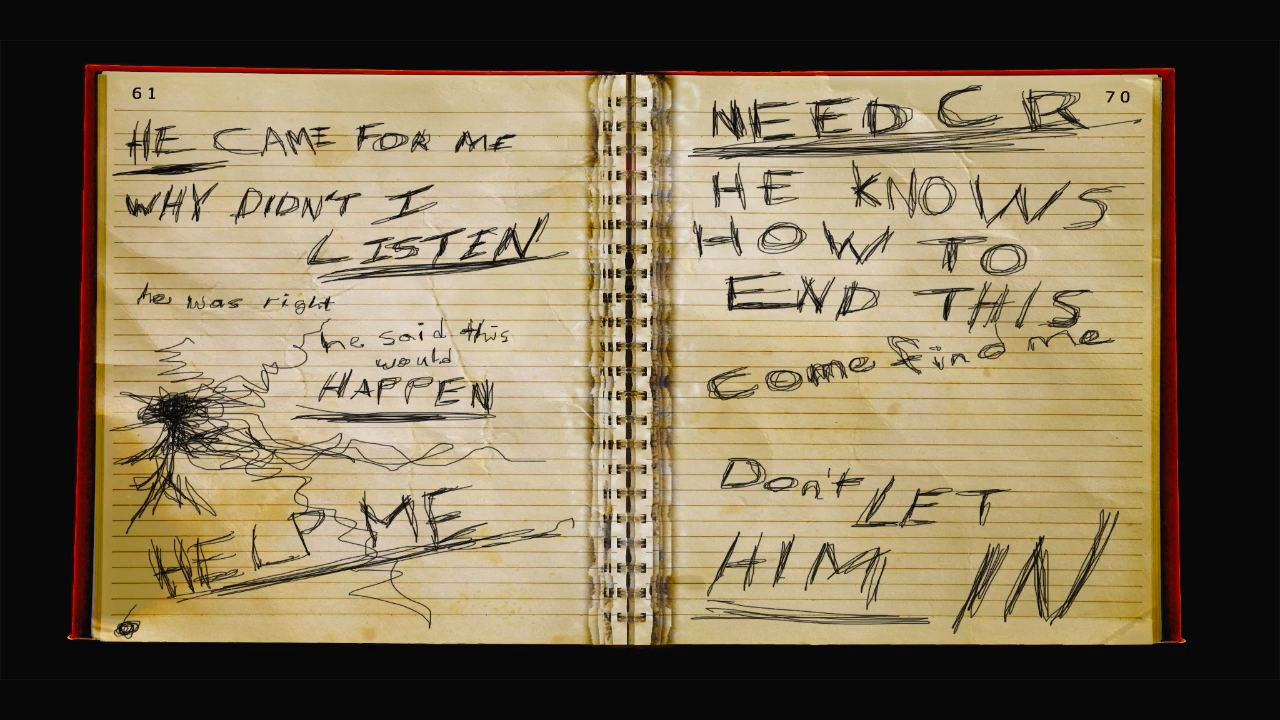 61
HE CAME FOR ME
WHY DIDN'T I
LISTEN
he was right
he said this
would
HAPPEN
HELP ME
70
NEED C R
HE KNOWS
HOW TO
END THIS
come find me
Don't LET
HIM IN